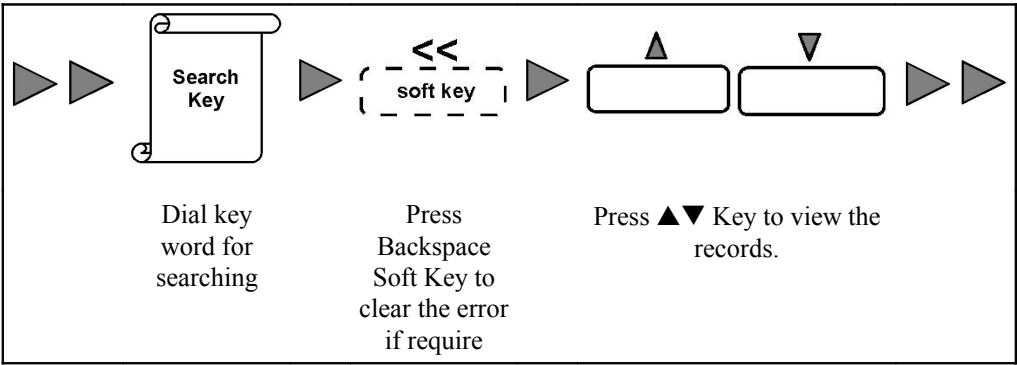 Search
Key
<<
soft key
Dial key
word for
searching
Press
Backspace
Soft Key to
clear the error
if require
Press ▲▼ Key to view the
records.